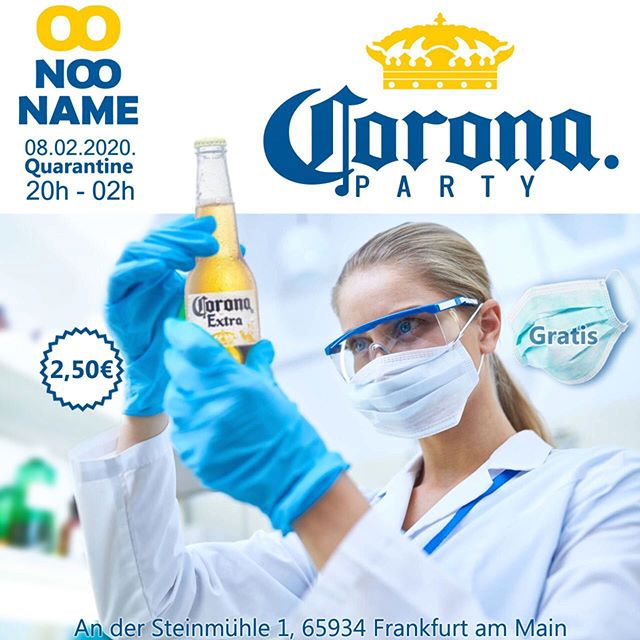 NOO
NAME
08.02.2020.
Quarantine
20h - 02h
Corona.
PARTY
Corona
Extra
2,50€
Gratis
An der Steinmühle 1, 65934 Frankfurt am Main